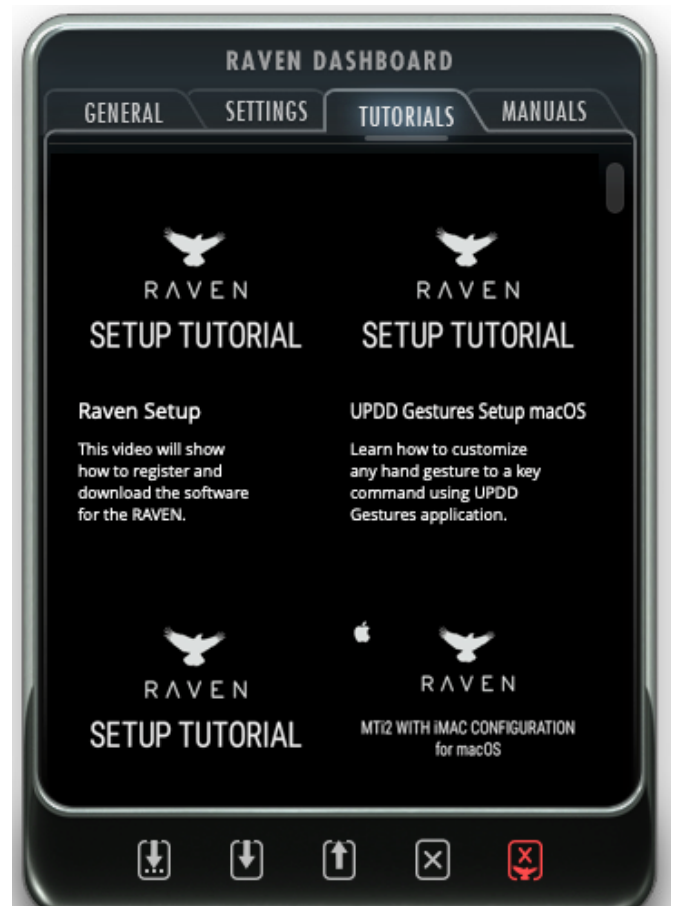 RAVEN DASHBOARD
GENERAL SETTINGS TUTORIALS MANUALS
RAVEN
SETUP TUTORIAL
Raven Setup
This video will show
how to register and
download the software
for the RAVEN.
RAVEN
SETUP TUTORIAL
UPDD Gestures Setup macOS
Learn how to customize
any hand gesture to a key
command using UPDD
Gestures application.
RAVEN
SETUP TUTORIAL
RAVEN
MTi2 WITH iMAC CONFIGURATION
for macOS